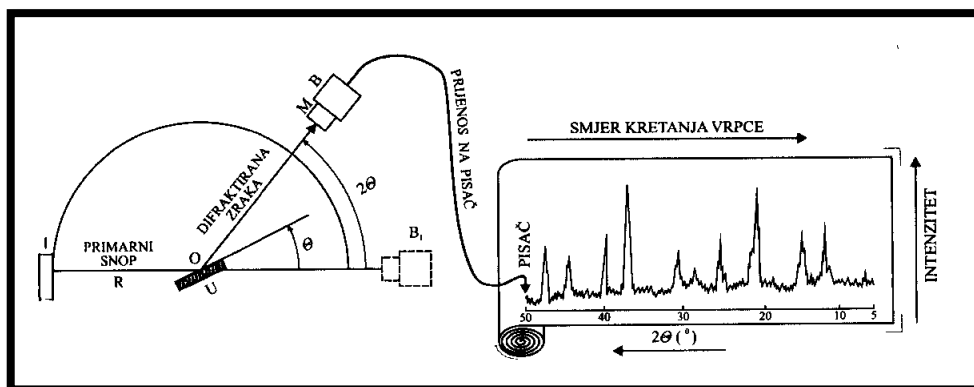 I
PRIMARNI
SNOP
R
O
U
DIFRAKTIRANA
ZRAKA
M
B
2Θ
Θ
B₁
PRIJENOS NA PISAČ
SMJER KRETANJA VRPCE
PISAČ
INTENZITET
50 40 30 20 10 5
2Θ (°)